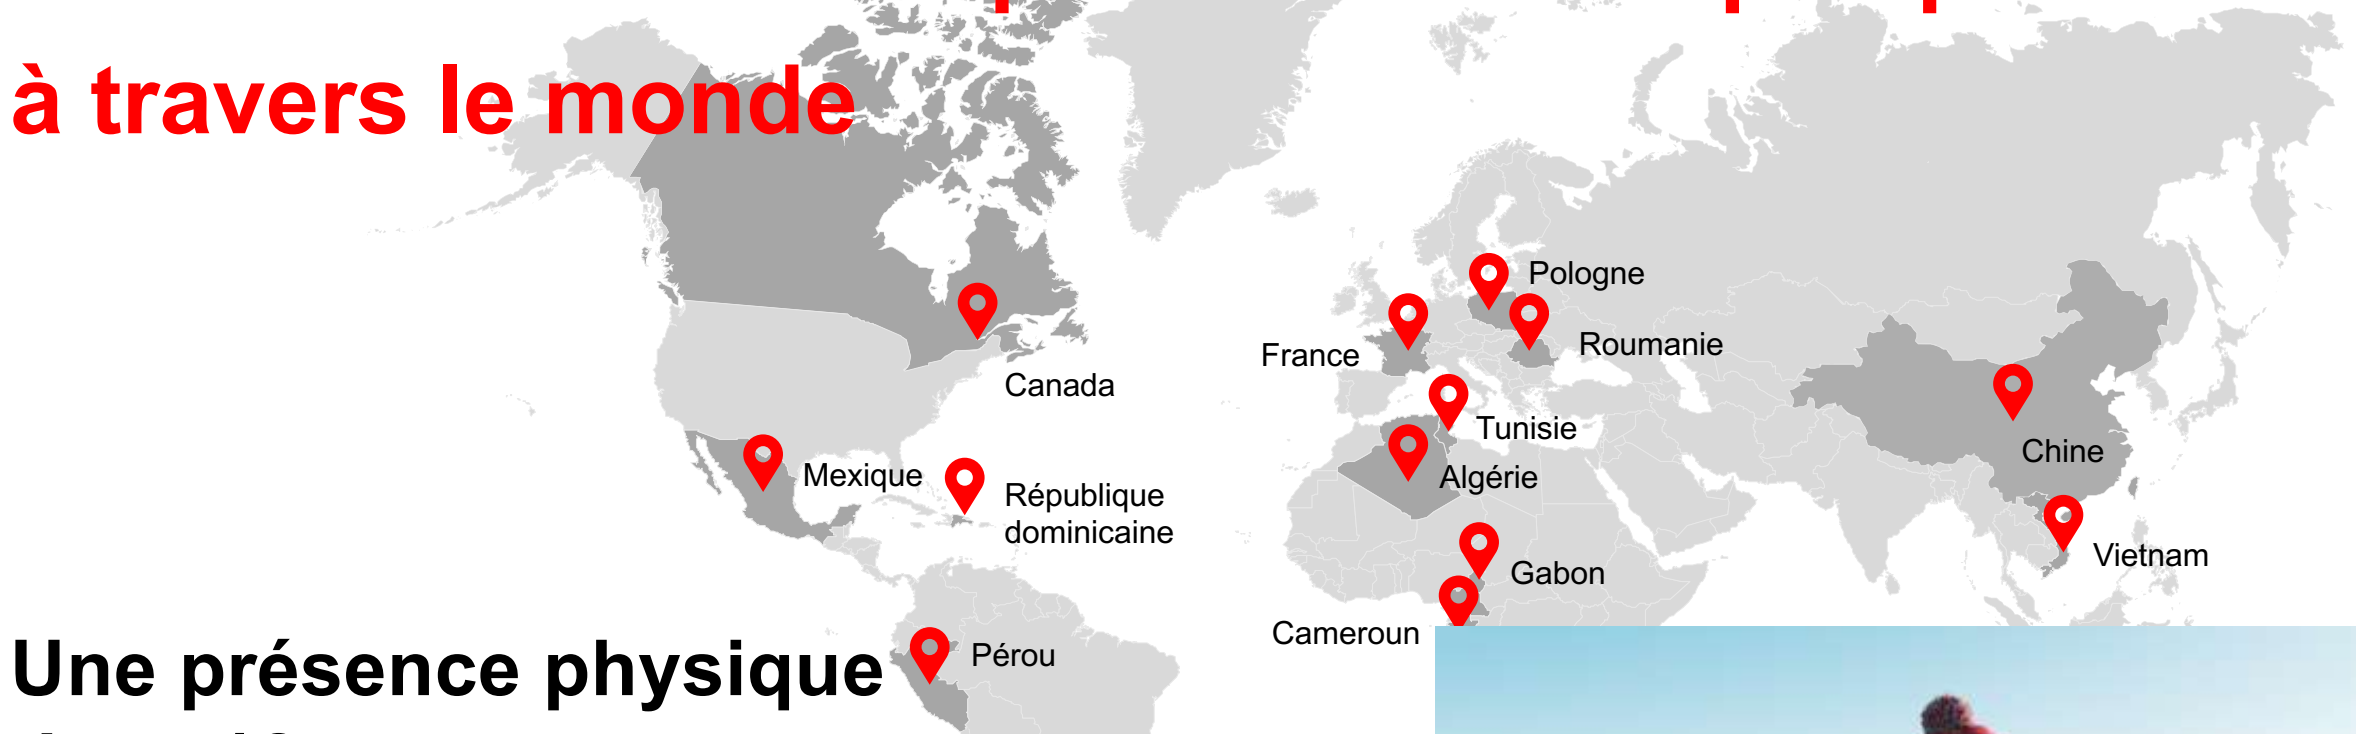 à travers le monde
Pologne
Roumanie
France
Canada
Tunisie
Algérie
Chine
Mexique
République
dominicaine
Vietnam
Gabon
Cameroun
Pérou
Une présence physique